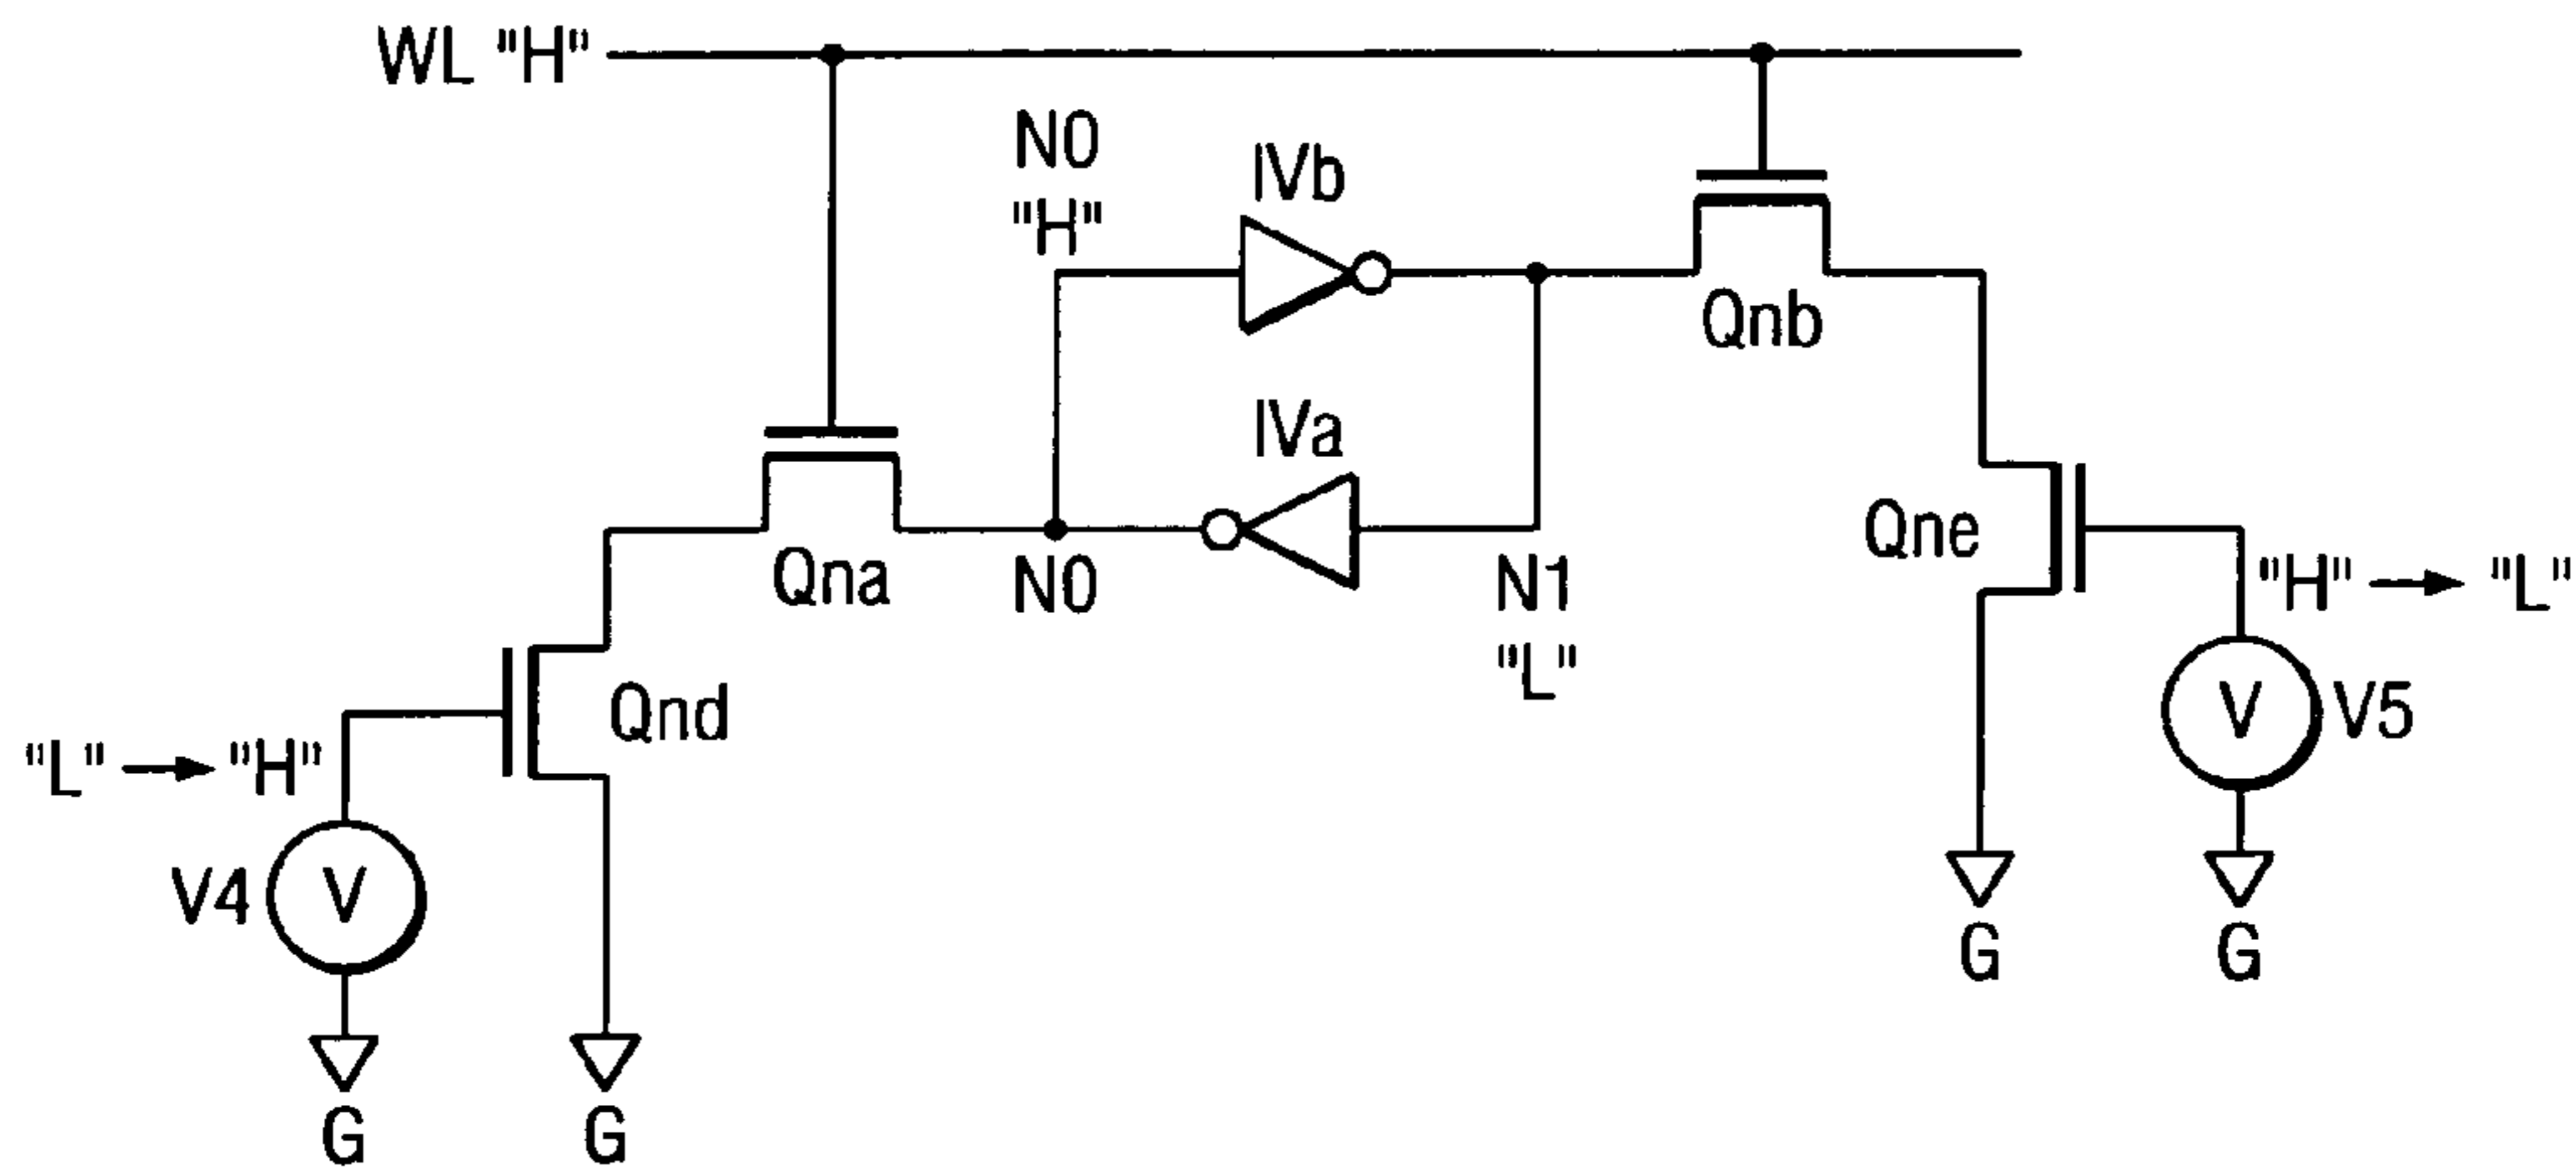 WL "H"
N0
"H"
IVb
Qnb
IVa
Qna
N0
N1
"L"
Qne
"H" → "L"
Qnd
V
V5
"L" → "H"
V4
V
G
G
G
G